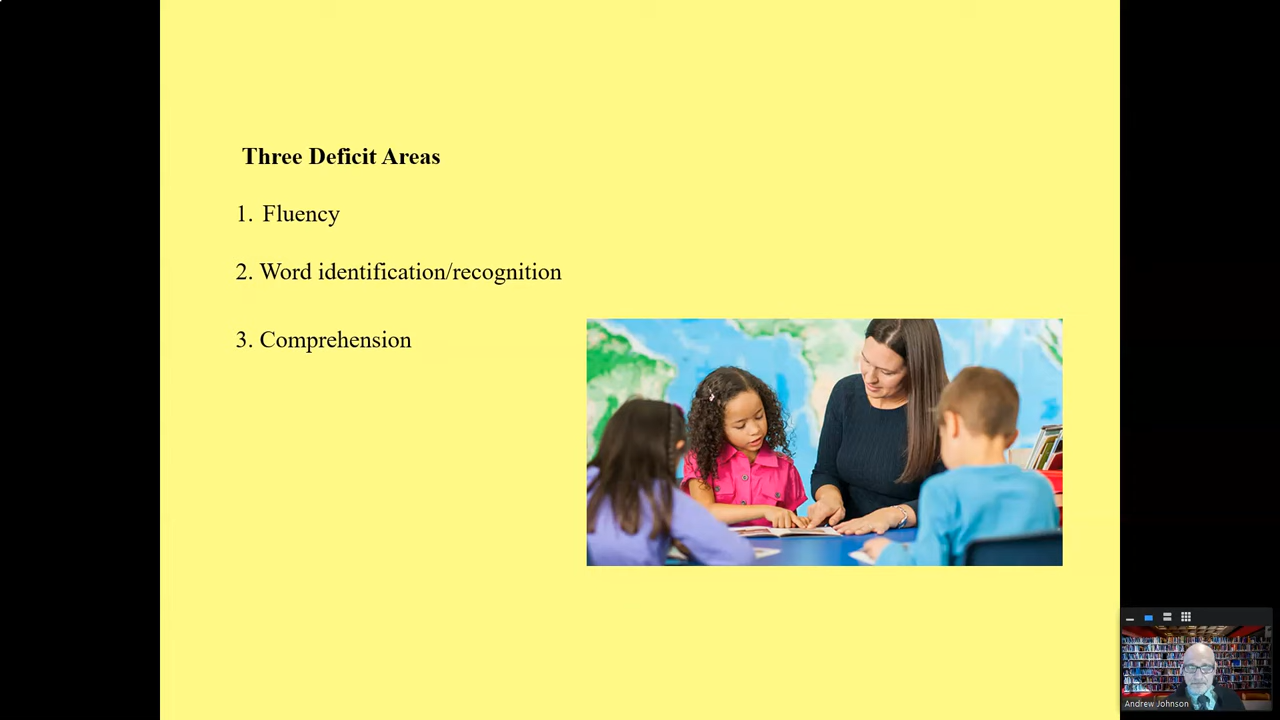 Three Deficit Areas
1. Fluency
2. Word identification/recognition
3. Comprehension
Andrew Johnson